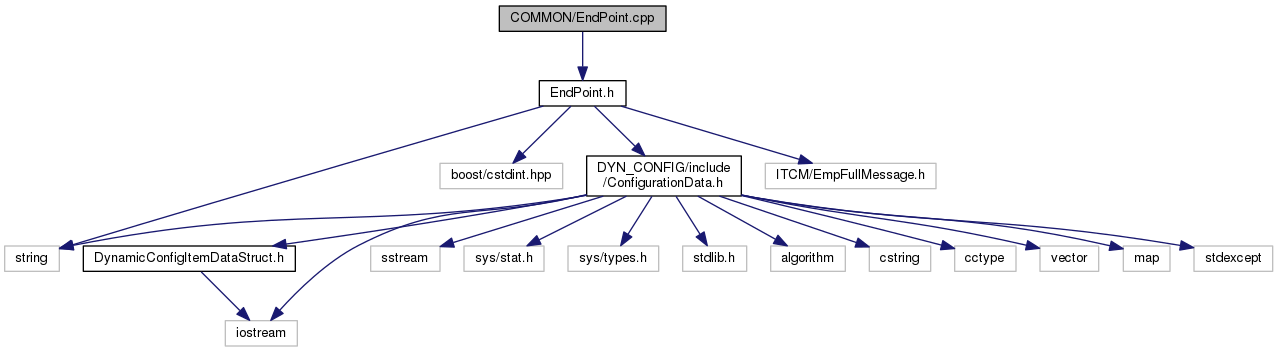 COMMON/EndPoint.cpp
EndPoint.h
boost/cstdint.hpp
DYN_CONFIG/include
/ConfigurationData.h
ITCM/EmpFullMessage.h
string
DynamicConfigItemDataStruct.h
sstream
sys/stat.h
sys/types.h
stdlib.h
algorithm
cstring
cctype
vector
map
stdexcept
iostream